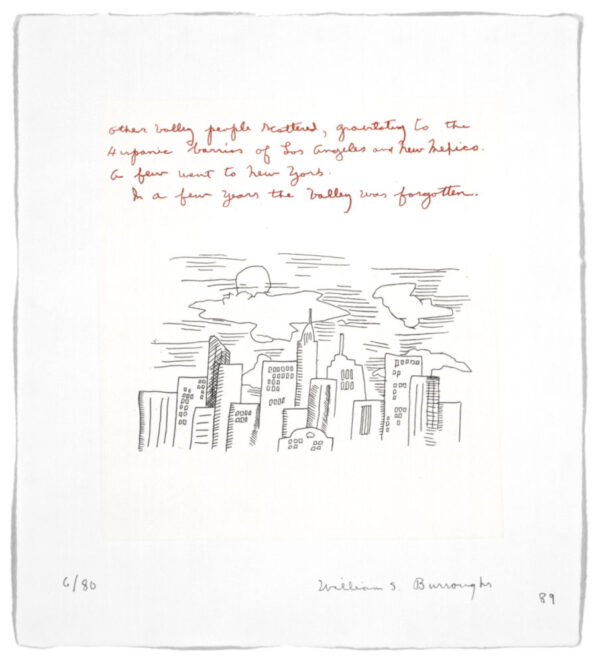 Other Valley people scattered, gravitating to the
Hispanic barrios of Los Angeles and New Mexico.
A few went to New York.
In a few years the Valley was forgotten.
6/80
William S. Burroughs
89